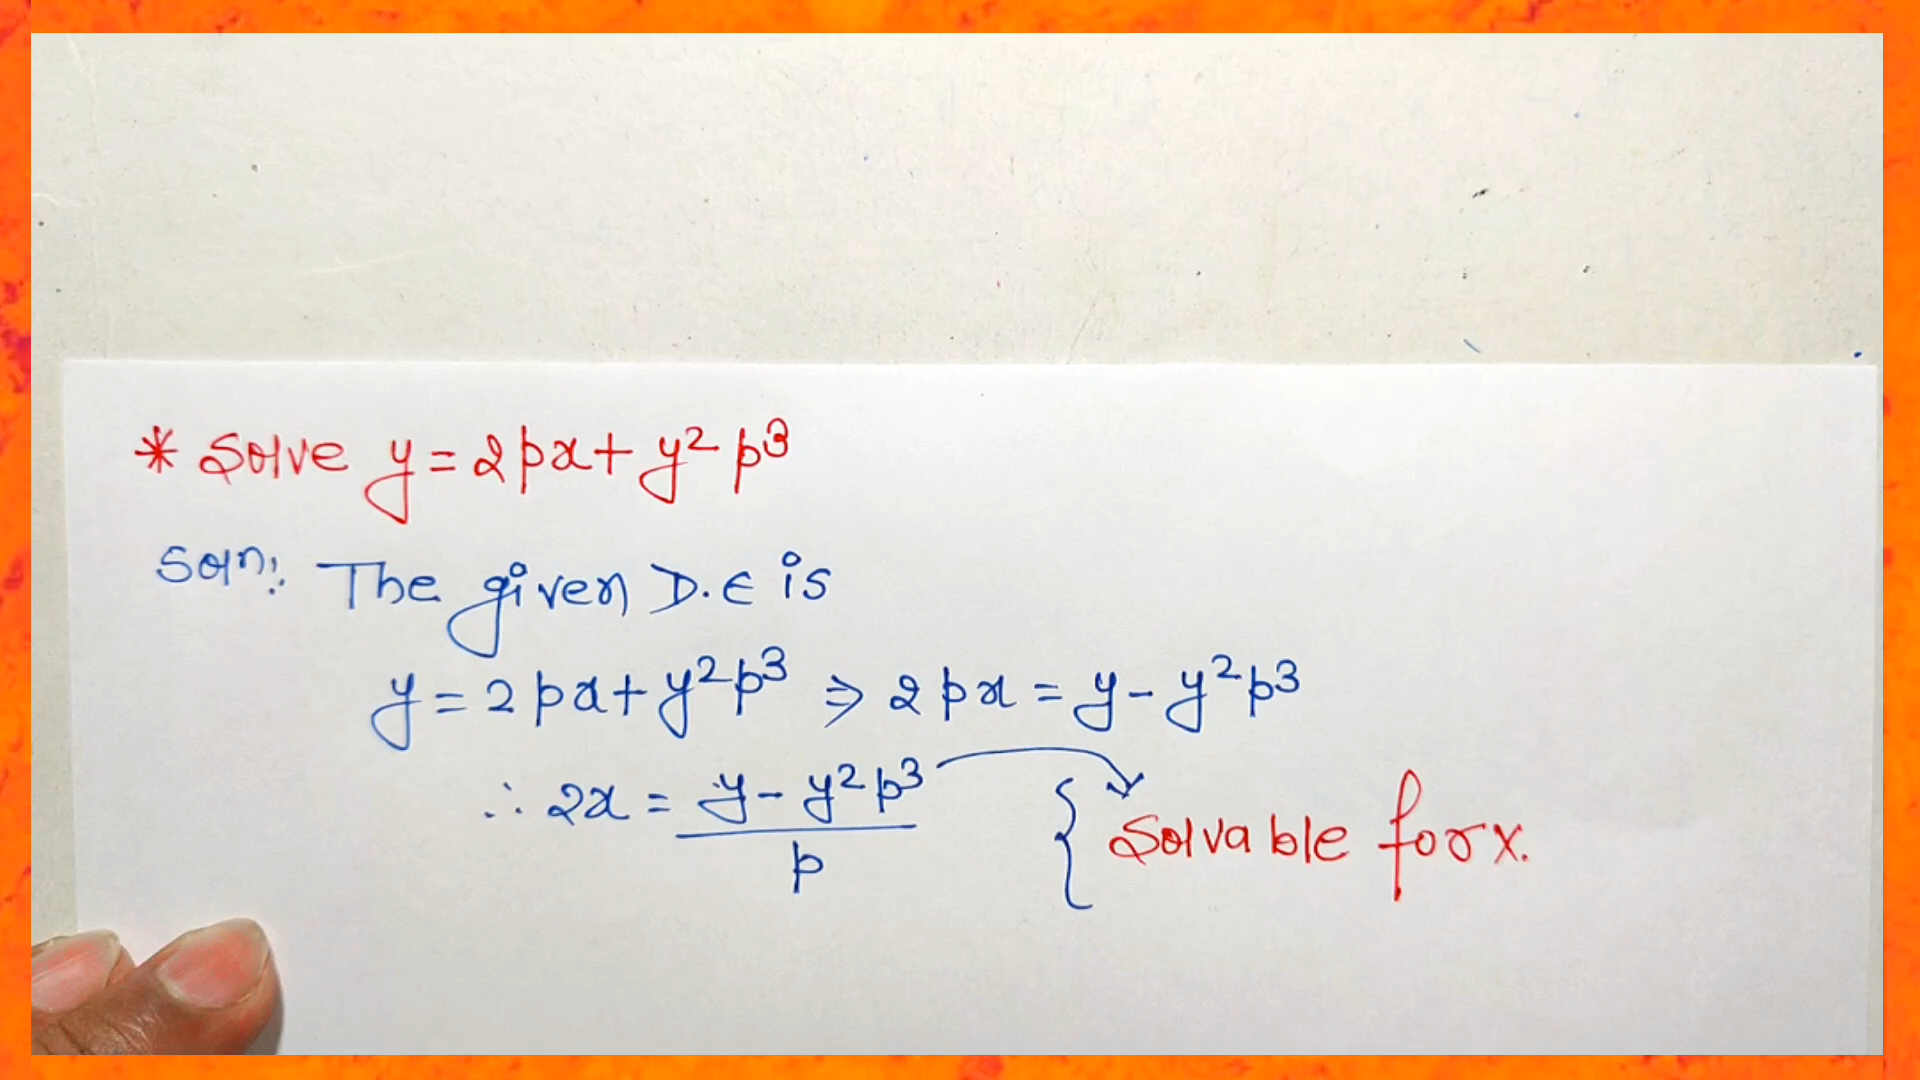 * Solve y = 2px + y²p³
Soln: The given D.E is
y = 2px + y²p³ ⇒ 2px = y - y²p³
∴ 2x = y - y²p³ / p { Solvable for x.